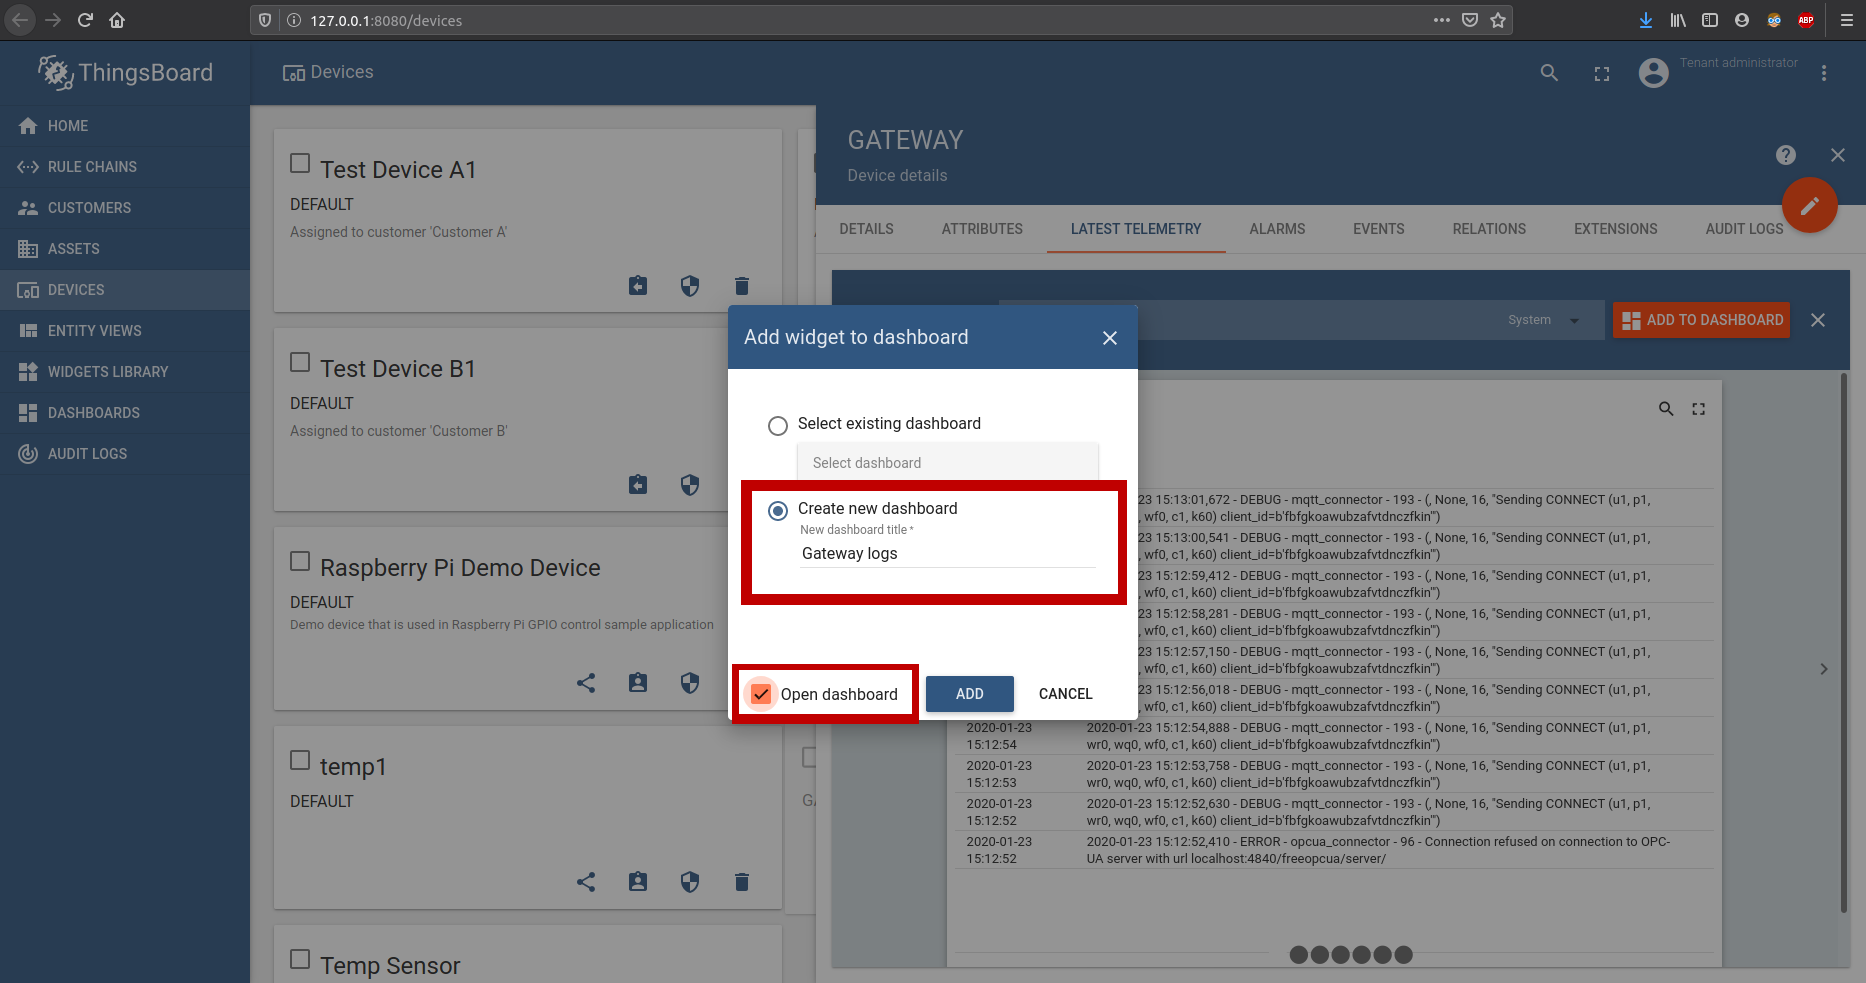 127.0.0.1:8080/devices
ABP
ThingsBoard
Devices
Tenant administrator
HOME
RULE CHAINS
CUSTOMERS
ASSETS
DEVICES
ENTITY VIEWS
WIDGETS LIBRARY
DASHBOARDS
AUDIT LOGS
Test Device A1
DEFAULT
Assigned to customer 'Customer A'
Test Device B1
DEFAULT
Assigned to customer 'Customer B'
Raspberry Pi Demo Device
DEFAULT
Demo device that is used in Raspberry Pi GPIO control sample application
temp1
DEFAULT
Temp Sensor
GATEWAY
Device details
DETAILS
ATTRIBUTES
LATEST TELEMETRY
ALARMS
EVENTS
RELATIONS
EXTENSIONS
AUDIT LOGS
System
ADD TO DASHBOARD
Add widget to dashboard
Select existing dashboard
Select dashboard
Create new dashboard
New dashboard title *
Gateway logs
Open dashboard
ADD
CANCEL
23 15:13:01,672 - DEBUG - mqtt_connector - 193 - (, None, 16, "Sending CONNECT (u1, p1,
, wf0, c1, k60) client_id=b'fbfgkoawubzafvtdnczfkin'")
23 15:13:00,541 - DEBUG - mqtt_connector - 193 - (, None, 16, "Sending CONNECT (u1, p1,
, wf0, c1, k60) client_id=b'fbfgkoawubzafvtdnczfkin'")
23 15:12:59,412 - DEBUG - mqtt_connector - 193 - (, None, 16, "Sending CONNECT (u1, p1,
, wf0, c1, k60) client_id=b'fbfgkoawubzafvtdnczfkin'")
23 15:12:58,281 - DEBUG - mqtt_connector - 193 - (, None, 16, "Sending CONNECT (u1, p1,
, wf0, c1, k60) client_id=b'fbfgkoawubzafvtdnczfkin'")
23 15:12:57,150 - DEBUG - mqtt_connector - 193 - (, None, 16, "Sending CONNECT (u1, p1,
, wf0, c1, k60) client_id=b'fbfgkoawubzafvtdnczfkin'")
23 15:12:56,018 - DEBUG - mqtt_connector - 193 - (, None, 16, "Sending CONNECT (u1, p1,
, wf0, c1, k60) client_id=b'fbfgkoawubzafvtdnczfkin'")
2020-01-23 2020-01-23 15:12:54,888 - DEBUG - mqtt_connector - 193 - (, None, 16, "Sending CONNECT (u1, p1,
15:12:54 wr0, wq0, wf0, c1, k60) client_id=b'fbfgkoawubzafvtdnczfkin'")
2020-01-23 2020-01-23 15:12:53,758 - DEBUG - mqtt_connector - 193 - (, None, 16, "Sending CONNECT (u1, p1,
15:12:53 wr0, wq0, wf0, c1, k60) client_id=b'fbfgkoawubzafvtdnczfkin'")
2020-01-23 2020-01-23 15:12:52,630 - DEBUG - mqtt_connector - 193 - (, None, 16, "Sending CONNECT (u1, p1,
15:12:52 wr0, wq0, wf0, c1, k60) client_id=b'fbfgkoawubzafvtdnczfkin'")
2020-01-23 2020-01-23 15:12:52,410 - ERROR - opcua_connector - 96 - Connection refused on connection to OPC-
15:12:52 UA server with url localhost:4840/freeopcua/server/